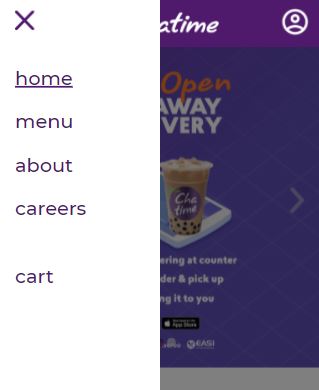 home
menu
about
careers
cart
atime
Open
AWAY
VERY
Cha
time
ering at counter
der & pick up
ng it to you
App Store
EASI